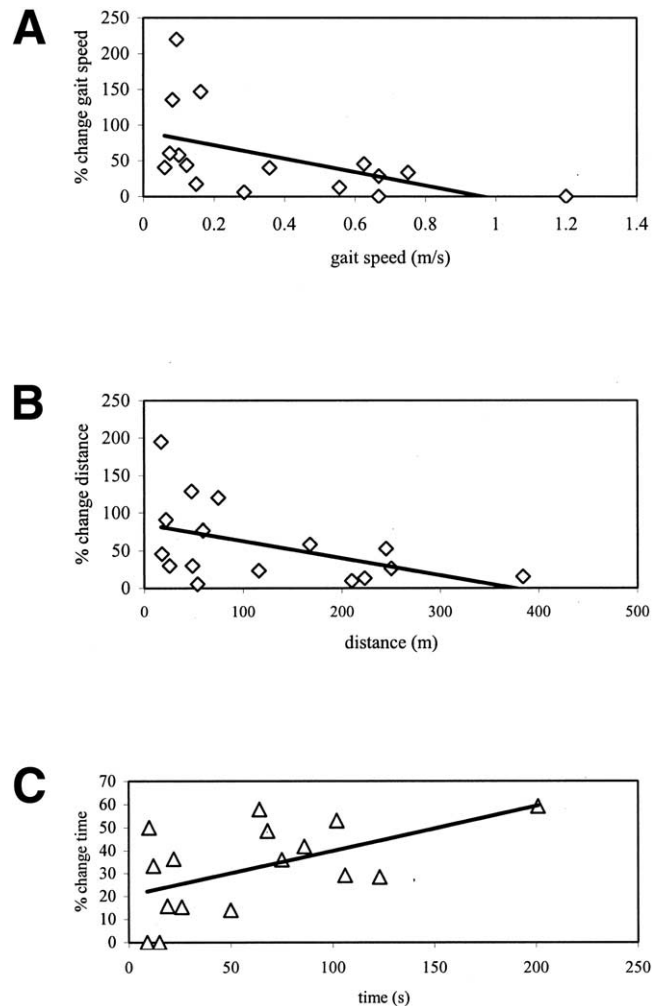 A
250
200
150
100
50
0
% change gait speed
0 0.2 0.4 0.6 0.8 1 1.2 1.4
gait speed (m/s)
B
250
200
150
100
50
0
% change distance
0 100 200 300 400 500
distance (m)
C
70
60
50
40
30
20
10
0
% change time
0 50 100 150 200 250
time (s)